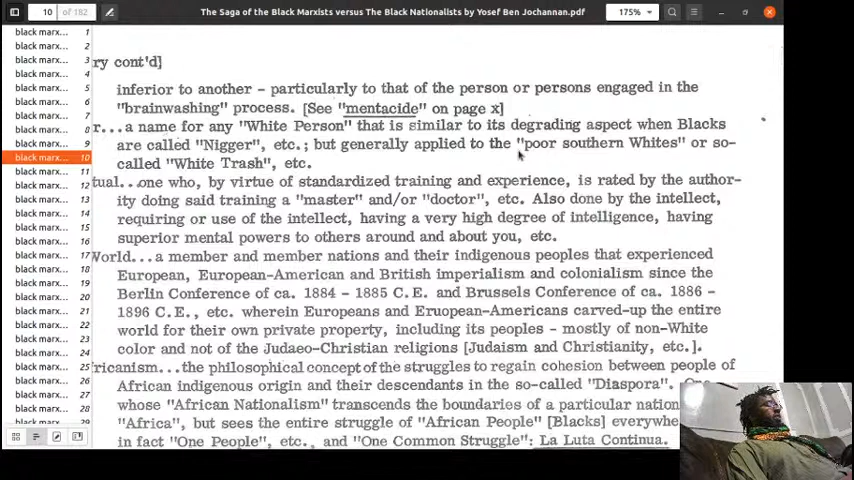 10 of 182
The Saga of the Black Marxists versus The Black Nationalists by Yosef Ben Jochannan.pdf
175%
black marx... 1
black marx... 2
black marx... 3
black marx... 4
black marx... 5
black marx... 6
black marx... 7
black marx... 8
black marx... 9
black marx... 10
black marx... 11
black marx... 12
black marx... 13
black marx... 14
black marx... 15
black marx... 16
black marx... 17
black marx... 18
black marx... 19
black marx... 20
black marx... 21
black marx... 22
black marx... 23
black marx... 24
black marx... 25
black marx... 26
black marx... 27
black marx... 28
black marx... 29
ry cont'd]
inferior to another - particularly to that of the person or persons engaged in the
"brainwashing" process. [See "mentacide" on page x]
r...a name for any "White Person" that is similar to its degrading aspect when Blacks
are called "Nigger", etc.; but generally applied to the "poor southern Whites" or so-
called "White Trash", etc.
tual...one who, by virtue of standardized training and experience, is rated by the author-
ity doing said training a "master" and/or "doctor", etc. Also done by the intellect,
requiring or use of the intellect, having a very high degree of intelligence, having
superior mental powers to others around and about you, etc.
World...a member and member nations and their indigenous peoples that experienced
European, European-American and British imperialism and colonialism since the
Berlin Conference of ca. 1884 - 1885 C.E. and Brussels Conference of ca. 1886 -
1896 C.E., etc. wherein Europeans and Eruopean-Americans carved-up the entire
world for their own private property, including its peoples - mostly of non-White
color and not of the Judaeo-Christian religions [Judaism and Christianity, etc.].
ricanism...the philosophical concept of the struggles to regain cohesion between people of
African indigenous origin and their descendants in the so-called "Diaspora". One
whose "African Nationalism" transcends the boundaries of a particular nation
"Africa", but sees the entire struggle of "African People" [Blacks] everywhe
in fact "One People", etc., and "One Common Struggle": La Luta Continua.